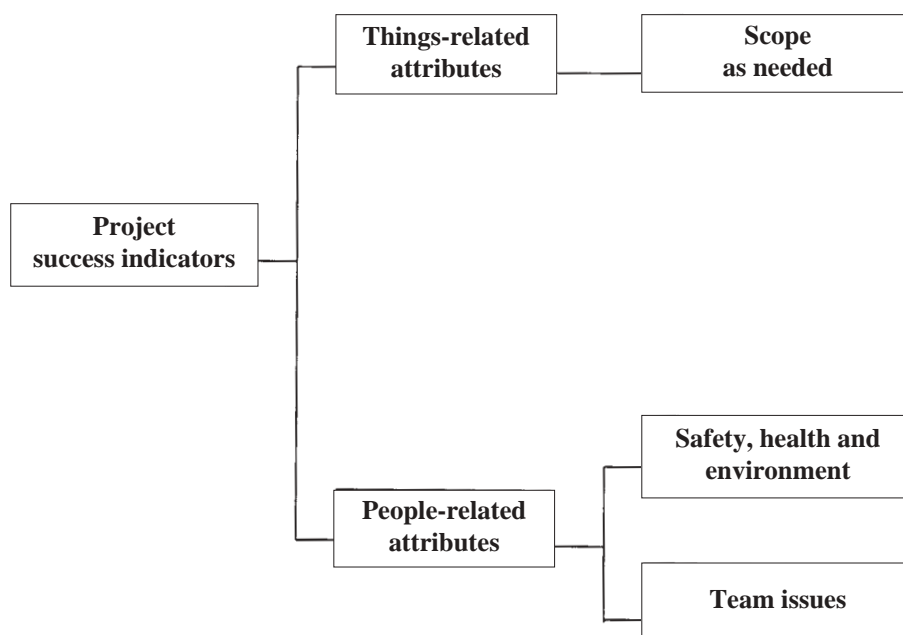 Things-related
attributes
Scope
as needed
Project
success indicators
Safety, health and
environment
People-related
attributes
Team issues